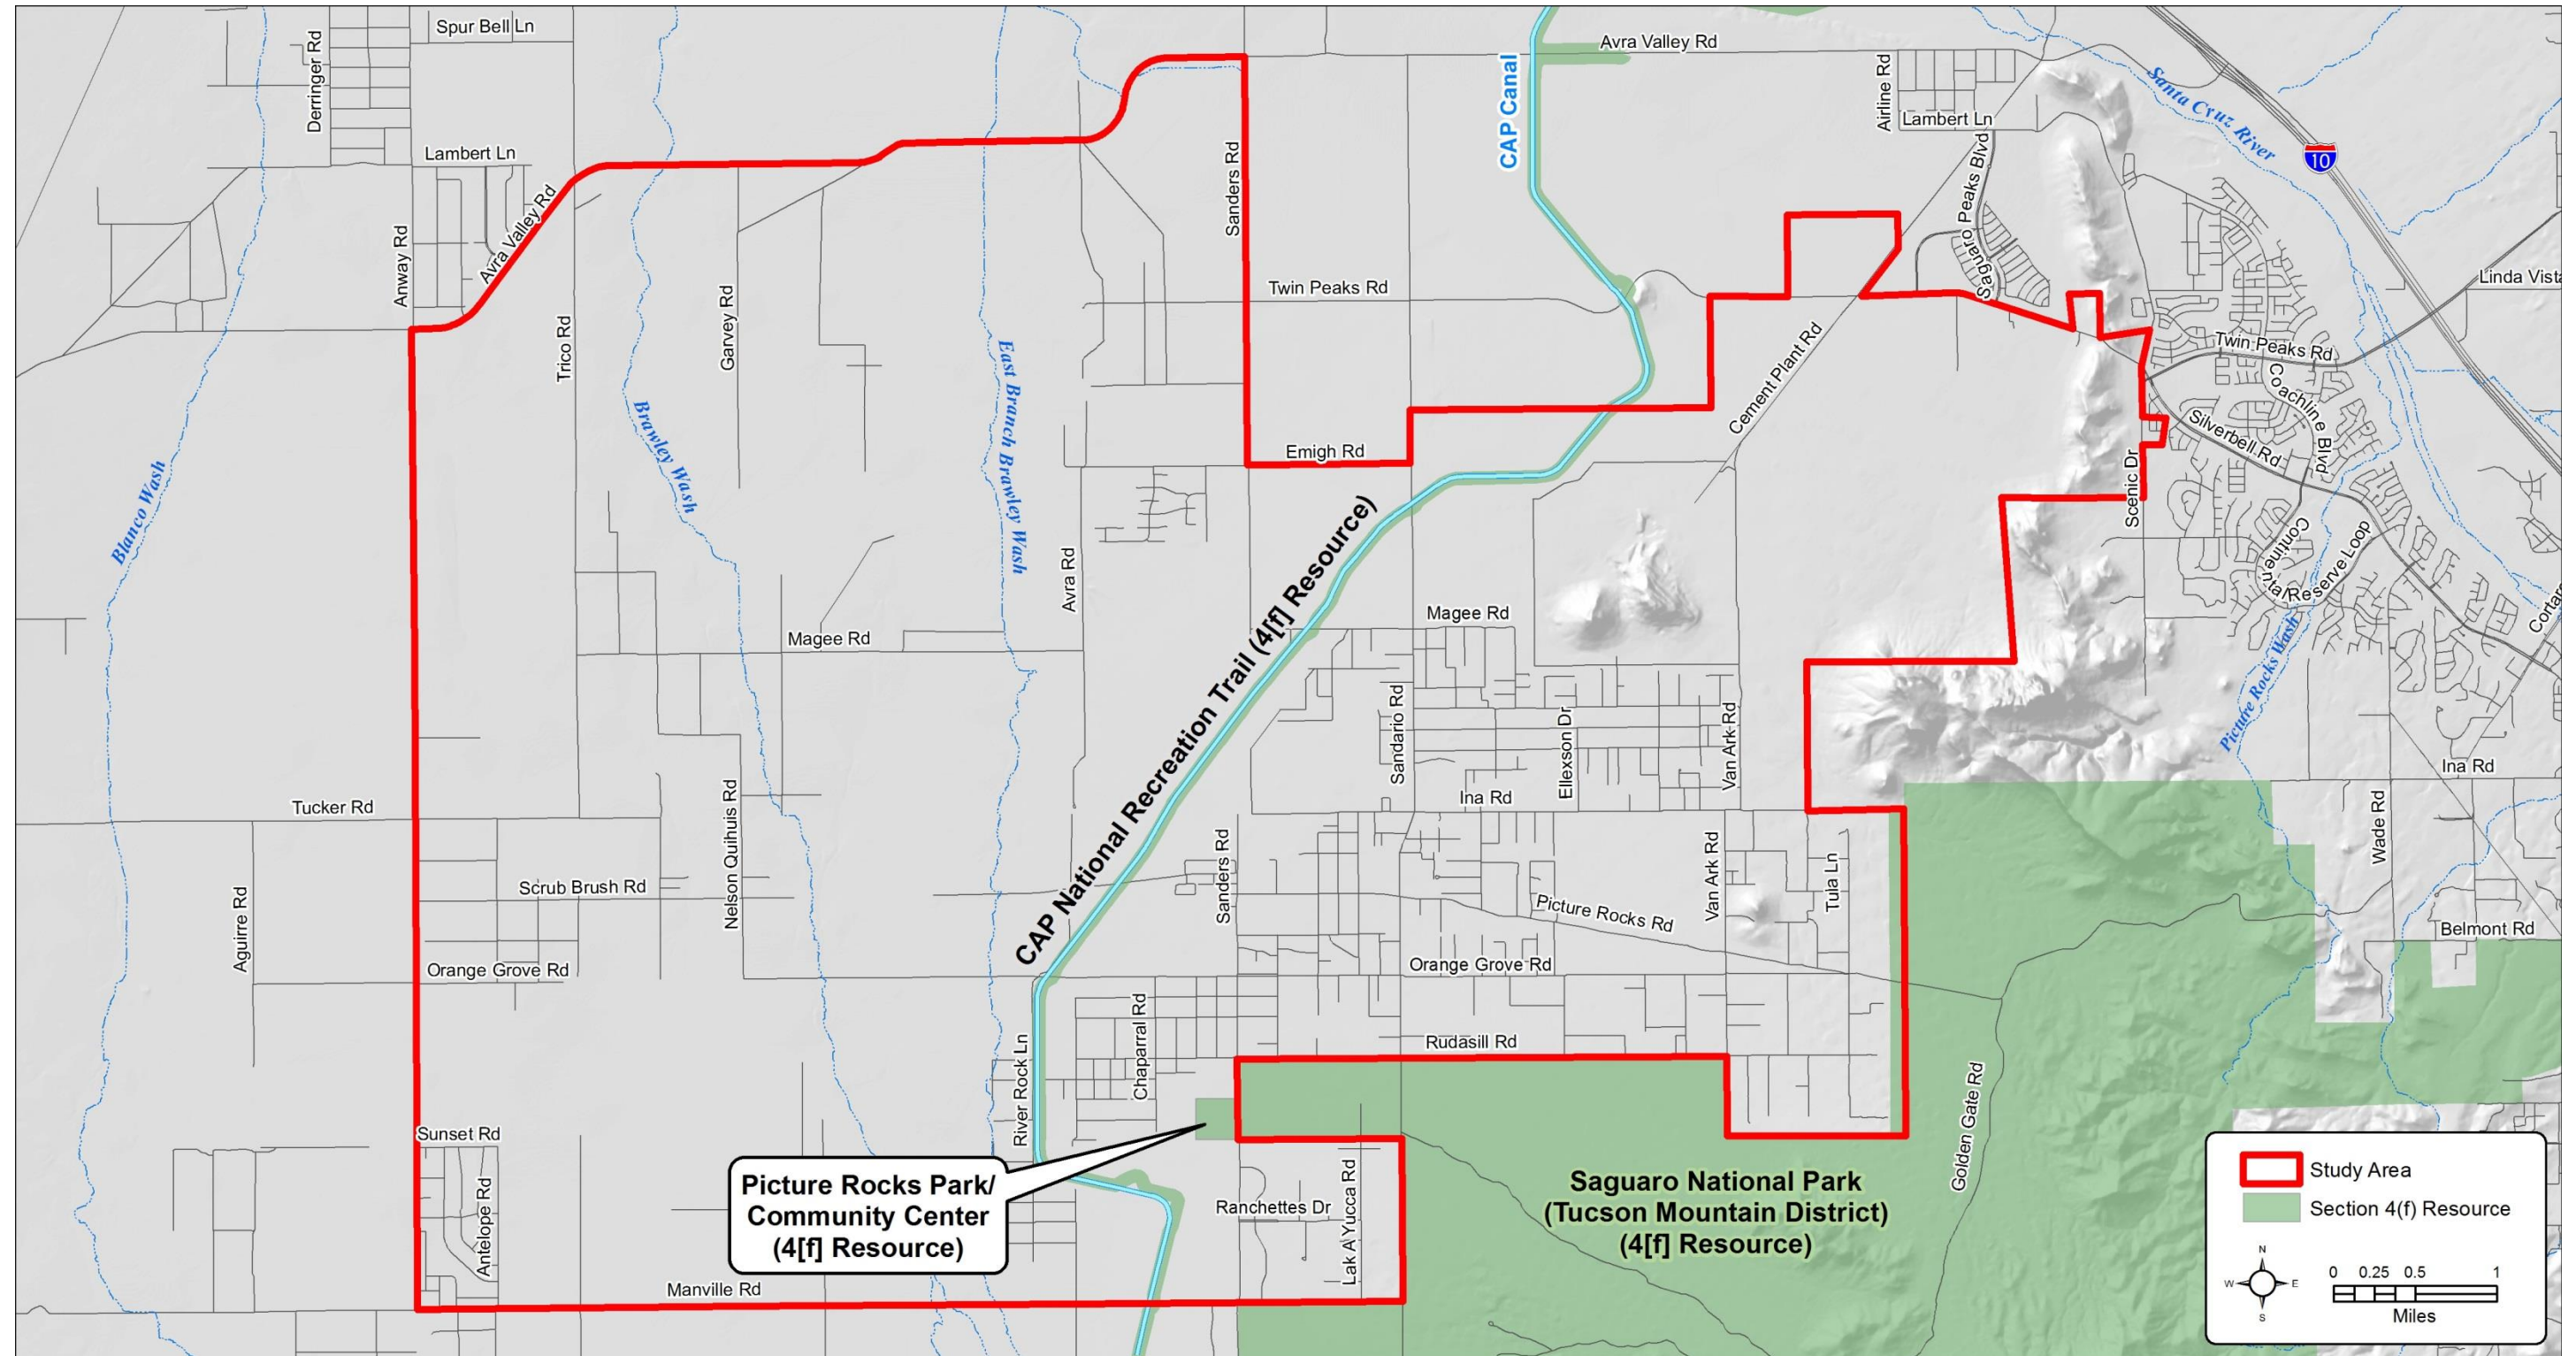 Spur Bell Ln
Derringer Rd
Avra Valley Rd
CAP Canal
Airline Rd
Lambert Ln
Santa Cruz River
10
Lambert Ln
Sanders Rd
Saguaro Peaks Blvd
Avra Valley Rd
Anway Rd
Twin Peaks Rd
Linda Vista
Garvey Rd
Trico Rd
East Branch Brawley Wash
Cement Plant Rd
Twin Peaks Rd
Coachline Blvd
Brawley Wash
Silverbell Rd
Emigh Rd
Scenic Dr
Blanco Wash
CAP National Recreation Trail (4[f] Resource)
Continental Reserve Loop
Avra Rd
Magee Rd
Magee Rd
Cortar
Picture Rocks Wash
Sandario Rd
Ellexson Dr
Van Ark Rd
Ina Rd
Ina Rd
Tucker Rd
Nelson Quihuis Rd
Wade Rd
Sanders Rd
Van Ark Rd
Tula Ln
Scrub Brush Rd
Aguirre Rd
Picture Rocks Rd
Belmont Rd
Orange Grove Rd
Orange Grove Rd
Chaparral Rd
River Rock Ln
Rudasill Rd
Golden Gate Rd
Sunset Rd
Antelope Rd
Picture Rocks Park/
Community Center
(4[f] Resource)
Ranchettes Dr
Lak A Yucca Rd
Saguaro National Park
(Tucson Mountain District)
(4[f] Resource)
Manville Rd
Study Area
Section 4(f) Resource
N
W
E
S
0 0.25 0.5 1
Miles